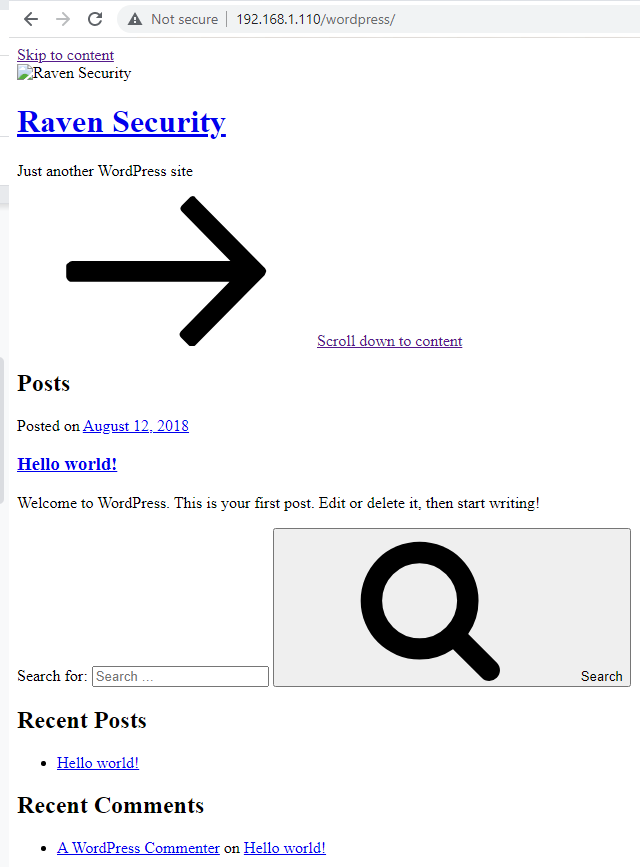 Not secure | 192.168.1.110/wordpress/
Skip to content
Raven Security
Raven Security
Just another WordPress site
Scroll down to content
Posts
Posted on August 12, 2018
Hello world!
Welcome to WordPress. This is your first post. Edit or delete it, then start writing!
Search for: Search ... Search
Recent Posts
Hello world!
Recent Comments
A WordPress Commenter on Hello world!